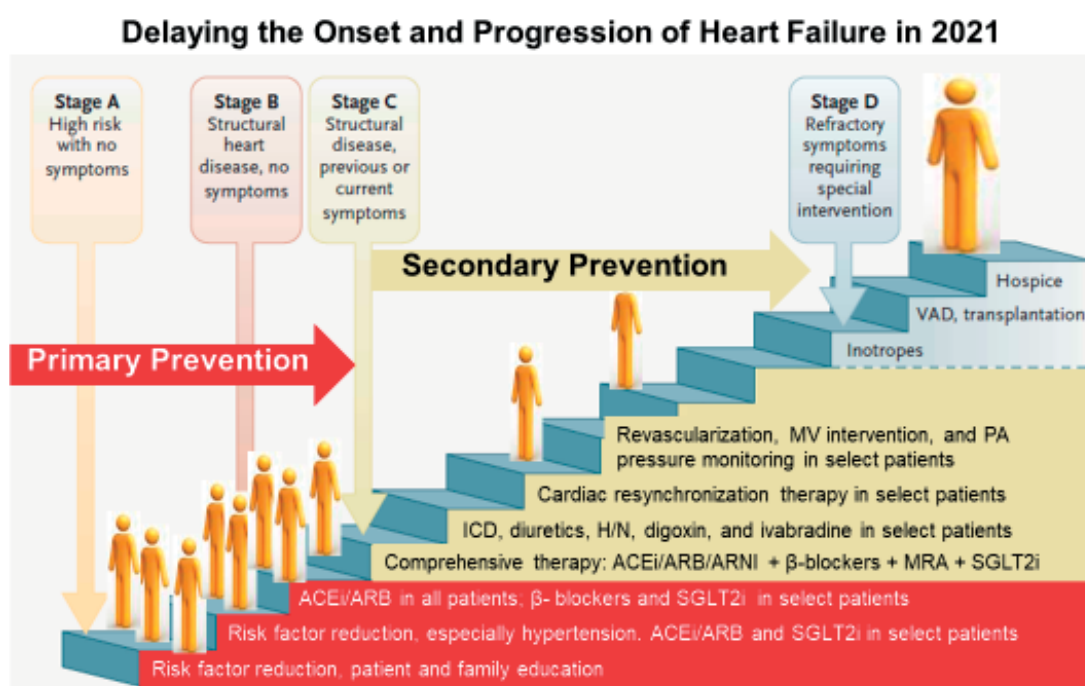 Delaying the Onset and Progression of Heart Failure in 2021
Stage A
High risk
with no
symptoms
Stage B
Structural
heart
disease, no
symptoms
Stage C
Structural
disease,
previous or
current
symptoms
Stage D
Refractory
symptoms
requiring
special
intervention
Secondary Prevention
Primary Prevention
Hospice
VAD, transplantation
Inotropes
Revascularization, MV intervention, and PA
pressure monitoring in select patients
Cardiac resynchronization therapy in select patients
ICD, diuretics, H/N, digoxin, and ivabradine in select patients
Comprehensive therapy: ACEi/ARB/ARNI + β-blockers + MRA + SGLT2i
ACEi/ARB in all patients; β- blockers and SGLT2i in select patients
Risk factor reduction, especially hypertension. ACEi/ARB and SGLT2i in select patients
Risk factor reduction, patient and family education